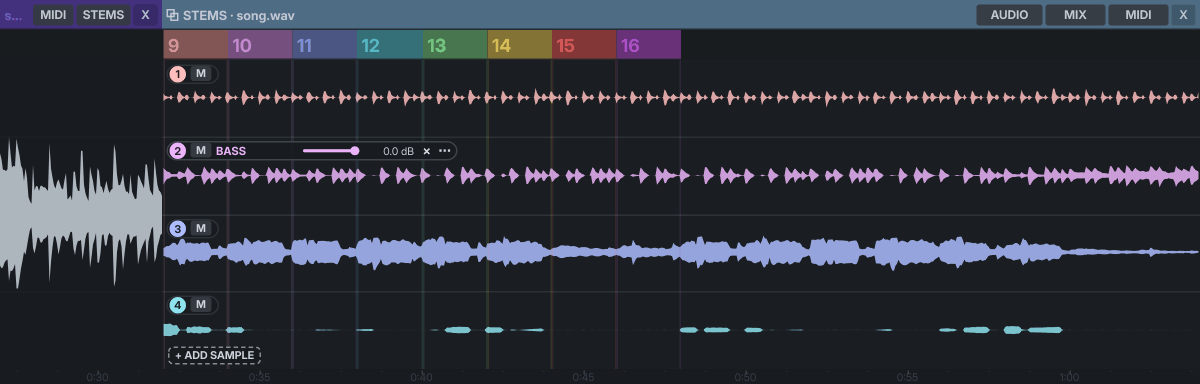 s... MIDI STEMS X STEMS · song.wav AUDIO MIX MIDI X
9 10 11 12 13 14 15 16
1 M
2 M BASS 0.0 dB × ···
3 M
4 M
+ ADD SAMPLE
0:30 0:35 0:40 0:45 0:50 0:55 1:00